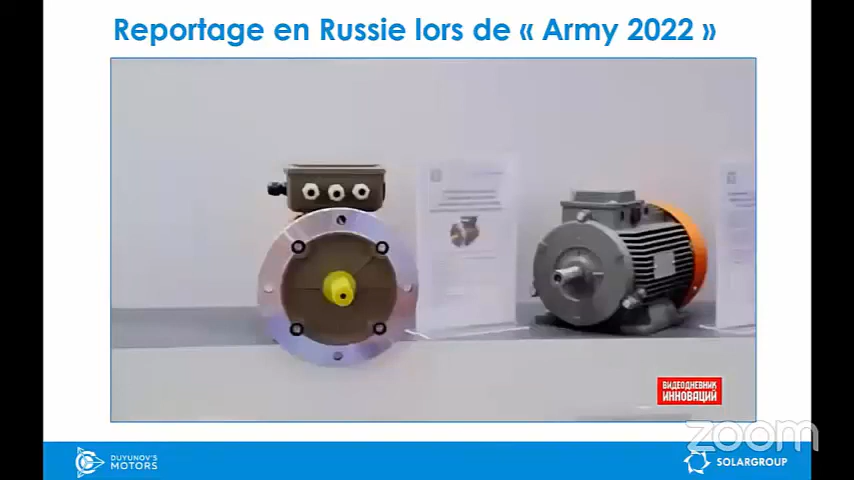 Reportage en Russie lors de « Army 2022 »
ВИДЕОДНЕВНИК
ИННОВАЦИЙ
zoom
DUYUNOV'S
MOTORS
SOLARGROUP